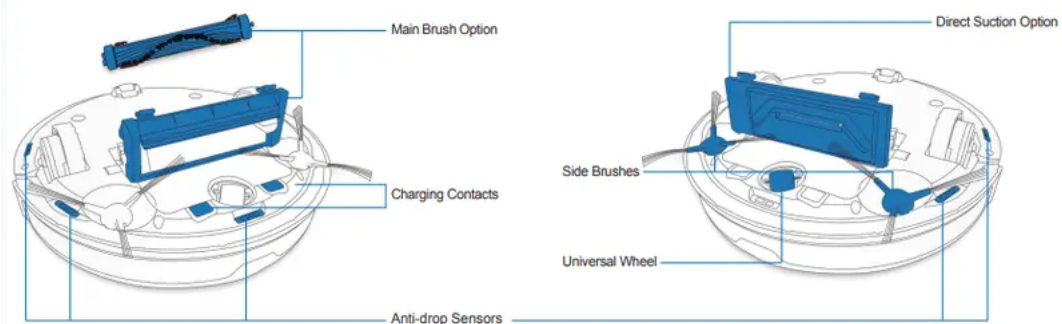 Main Brush Option
Direct Suction Option
Side Brushes
Charging Contacts
Universal Wheel
Anti-drop Sensors